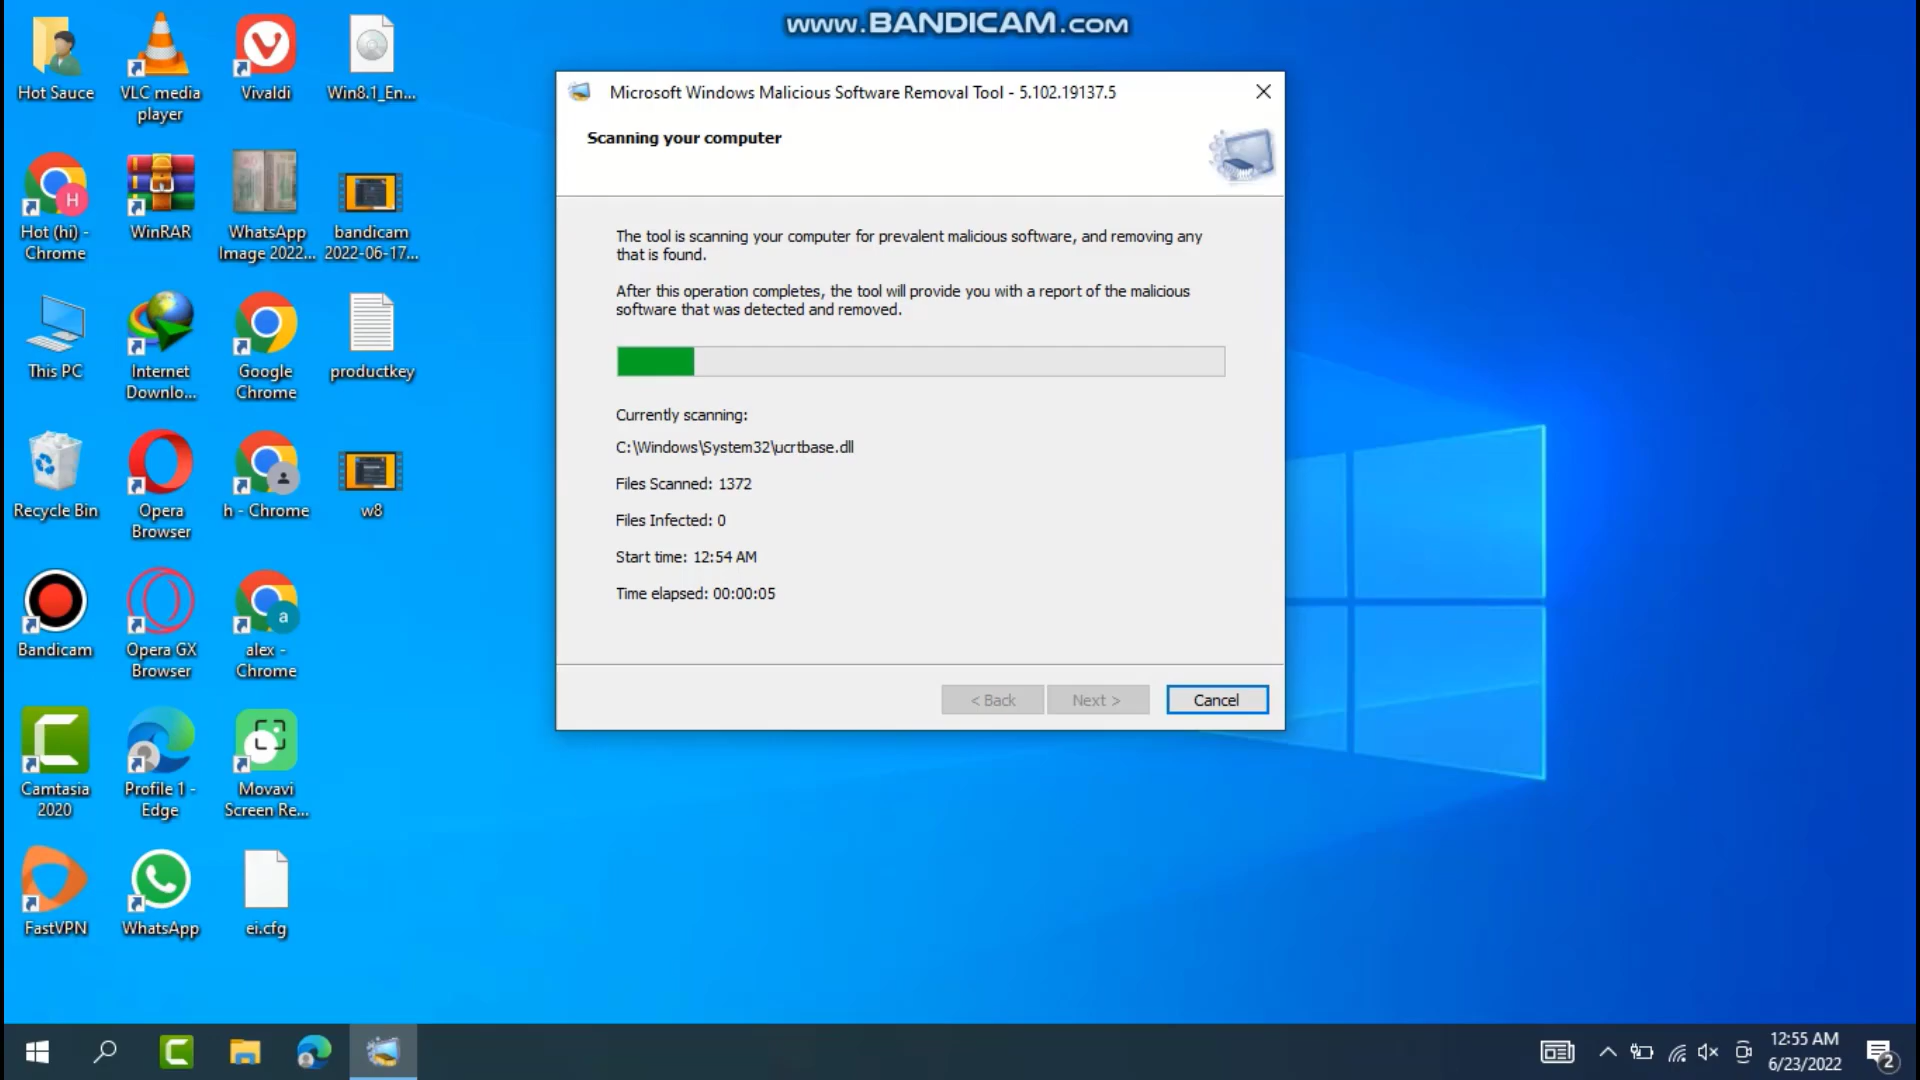 www.BANDICAM.com
Hot Sauce
VLC media
player
Vivaldi
Win8.1_En...
Hot (hi) -
Chrome
WinRAR
WhatsApp
Image 2022...
bandicam
2022-06-17...
This PC
Internet
Downlo...
Google
Chrome
productkey
Recycle Bin
Opera
Browser
h - Chrome
w8
Bandicam
Opera GX
Browser
alex -
Chrome
Camtasia
2020
Profile 1 -
Edge
Movavi
Screen Re...
FastVPN
WhatsApp
ei.cfg
Microsoft Windows Malicious Software Removal Tool - 5.102.19137.5
Scanning your computer
The tool is scanning your computer for prevalent malicious software, and removing any
that is found.
After this operation completes, the tool will provide you with a report of the malicious
software that was detected and removed.
Currently scanning:
C:\Windows\System32\ucrtbase.dll
Files Scanned: 1372
Files Infected: 0
Start time: 12:54 AM
Time elapsed: 00:00:05
< Back
Next >
Cancel
12:55 AM
6/23/2022
2